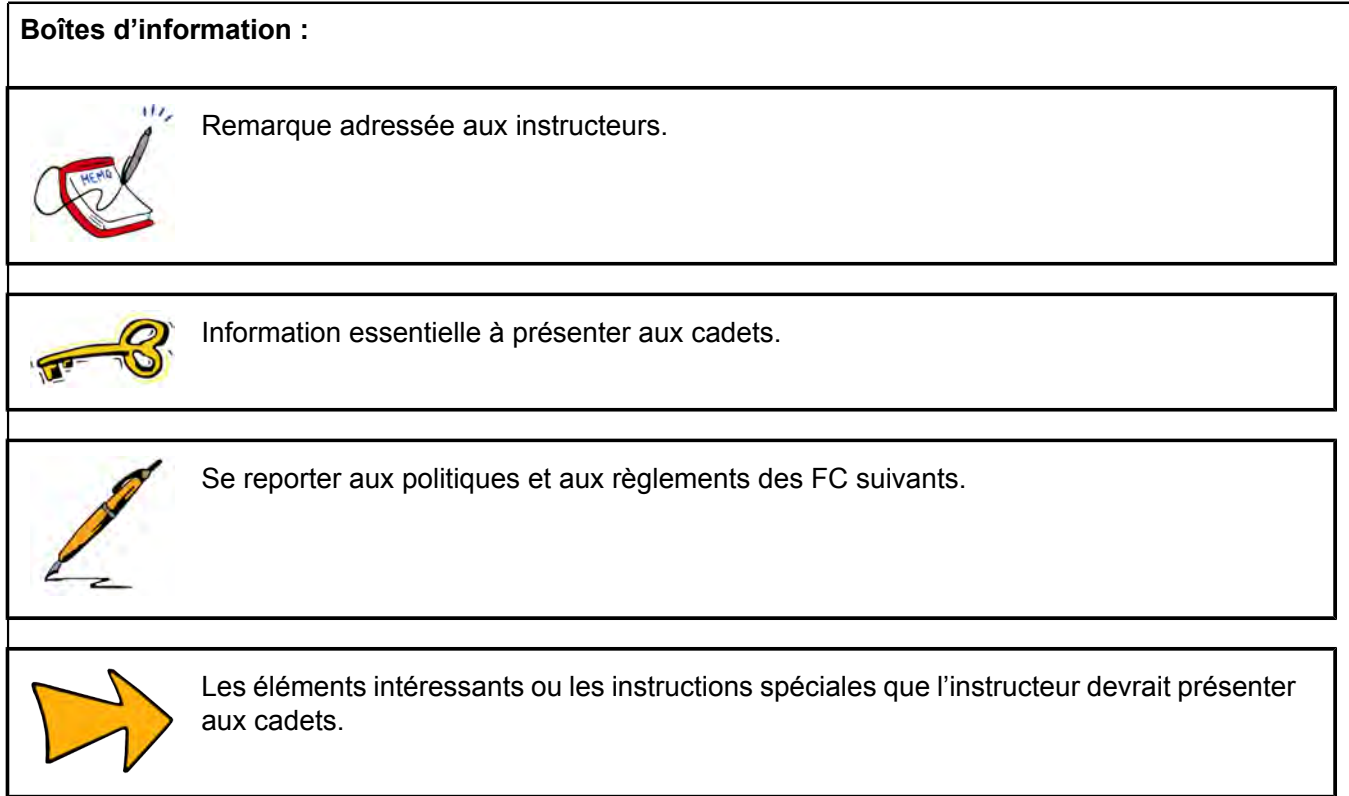 Boîtes d’information :
Remarque adressée aux instructeurs.
MEMO
Information essentielle à présenter aux cadets.
Se reporter aux politiques et aux règlements des FC suivants.
Les éléments intéressants ou les instructions spéciales que l’instructeur devrait présenter
aux cadets.